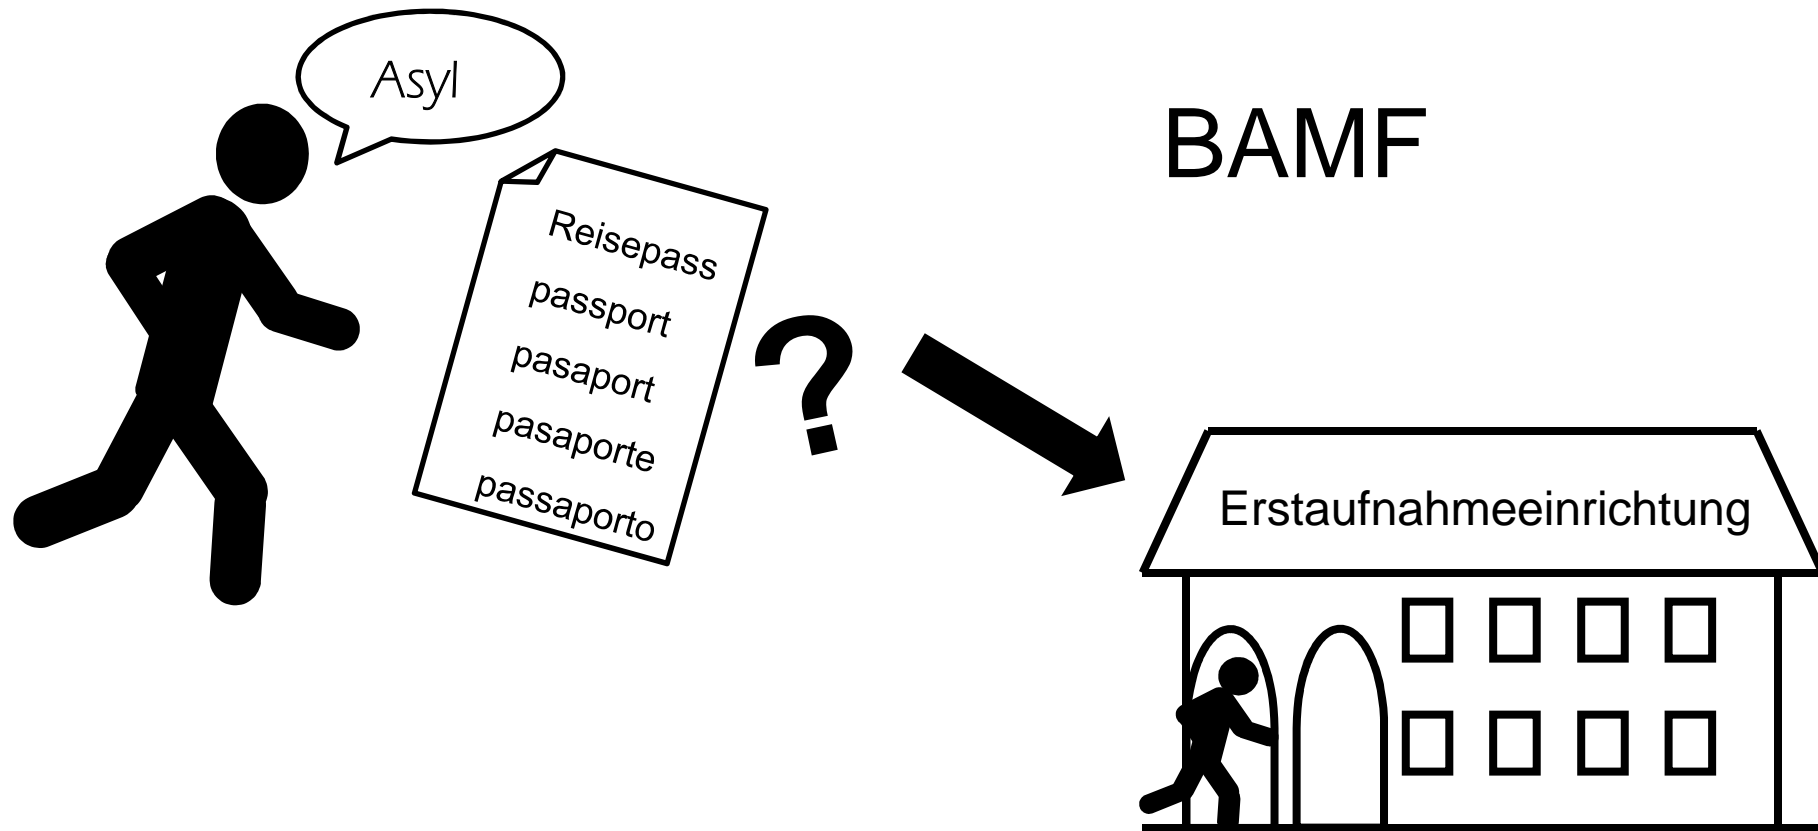 Asyl
BAMF
Reisepass
passport
pasaport
pasaporte
passaporto
?
Erstaufnahmeeinrichtung